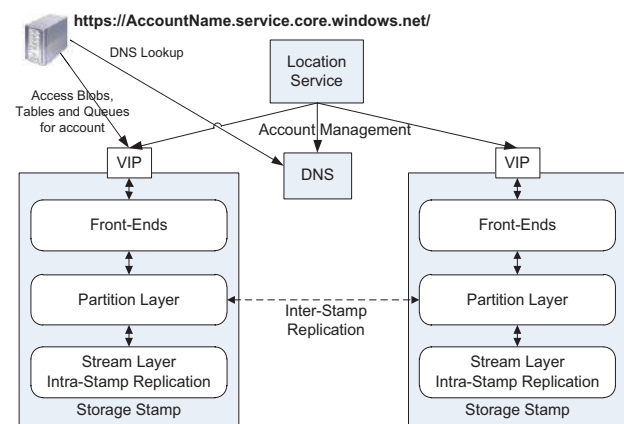 https://AccountName.service.core.windows.net/
DNS Lookup
Location
Service
Access Blobs,
Tables and Queues
for account
Account Management
VIP
DNS
VIP
Front-Ends
Front-Ends
Partition Layer
Inter-Stamp
Replication
Partition Layer
Stream Layer
Intra-Stamp Replication
Stream Layer
Intra-Stamp Replication
Storage Stamp
Storage Stamp